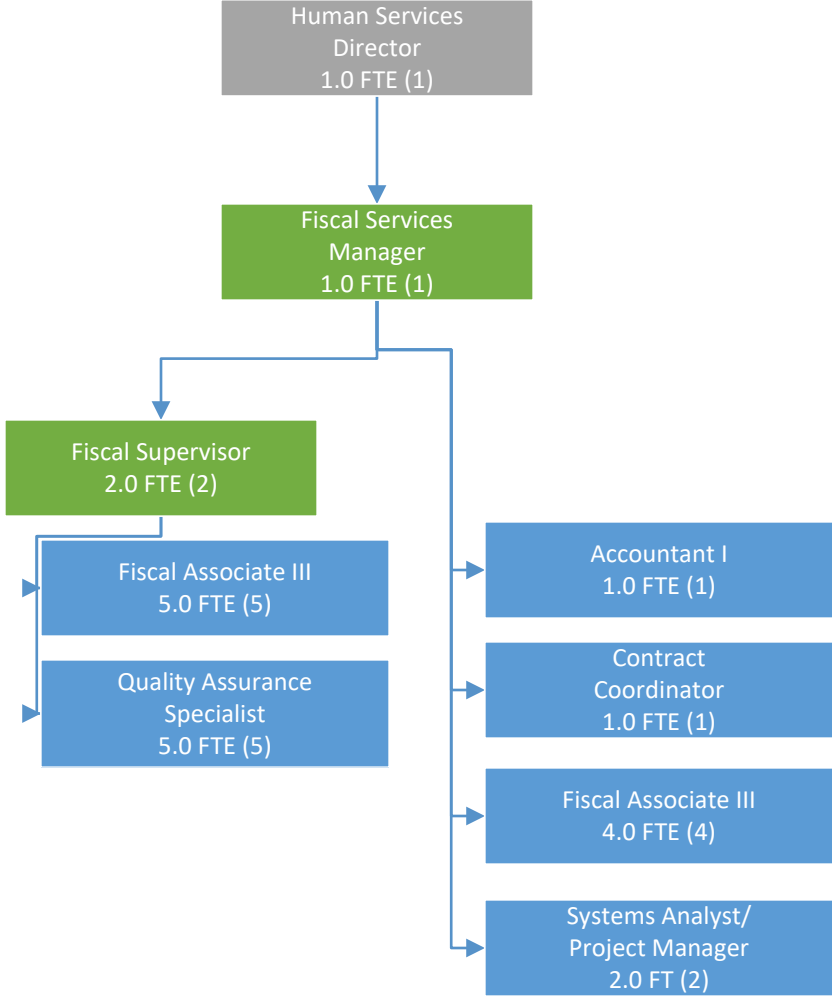 Human Services
Director
1.0 FTE (1)
Fiscal Services
Manager
1.0 FTE (1)
Fiscal Supervisor
2.0 FTE (2)
Fiscal Associate III
5.0 FTE (5)
Quality Assurance
Specialist
5.0 FTE (5)
Accountant I
1.0 FTE (1)
Contract
Coordinator
1.0 FTE (1)
Fiscal Associate III
4.0 FTE (4)
Systems Analyst/
Project Manager
2.0 FT (2)